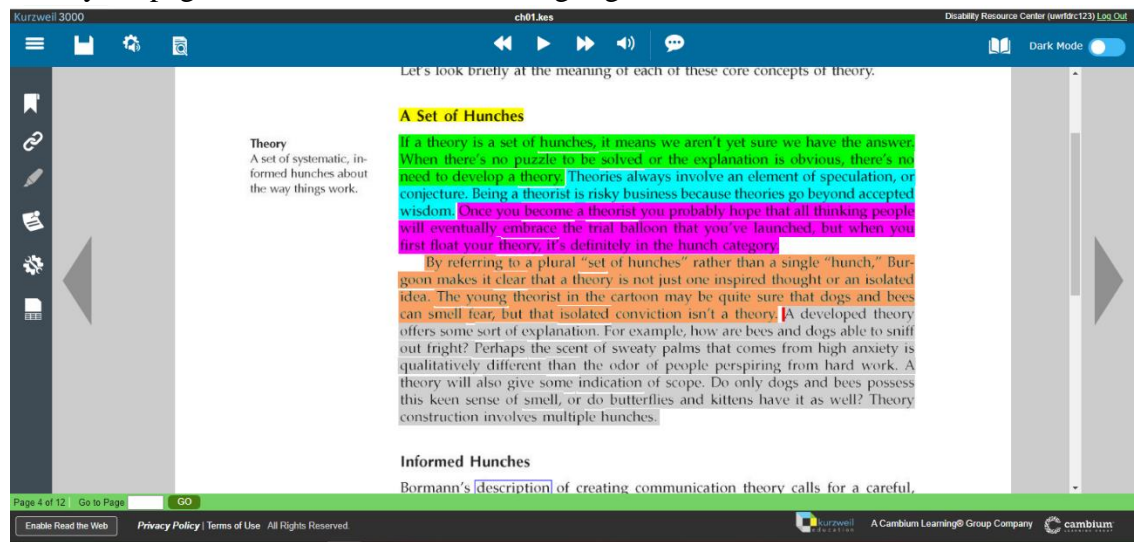 Kurzweil 3000
ch01.kes
Disability Resource Center (uwrfdrc123) Log Out
Dark Mode
Let's look briefly at the meaning of each of these core concepts of theory.
A Set of Hunches
Theory
A set of systematic, in-
formed hunches about
the way things work.
If a theory is a set of hunches, it means we aren't yet sure we have the answer.
When there's no puzzle to be solved or the explanation is obvious, there's no
need to develop a theory. Theories always involve an element of speculation, or
conjecture. Being a theorist is risky business because theories go beyond accepted
wisdom. Once you become a theorist you probably hope that all thinking people
will eventually embrace the trial balloon that you've launched, but when you
first float your theory, it's definitely in the hunch category.
By referring to a plural "set of hunches" rather than a single "hunch," Bur-
goon makes it clear that a theory is not just one inspired thought or an isolated
idea. The young theorist in the cartoon may be quite sure that dogs and bees
can smell fear, but that isolated conviction isn't a theory. A developed theory
offers some sort of explanation. For example, how are bees and dogs able to sniff
out fright? Perhaps the scent of sweaty palms that comes from high anxiety is
qualitatively different than the odor of people perspiring from hard work. A
theory will also give some indication of scope. Do only dogs and bees possess
this keen sense of smell, or do butterflies and kittens have it as well? Theory
construction involves multiple hunches.
Informed Hunches
Bormann's description of creating communication theory calls for a careful,
Page 4 of 12 Go to Page GO
Enable Read the Web Privacy Policy | Terms of Use All Rights Reserved.
kurzweil education A Cambium Learning® Group Company cambium